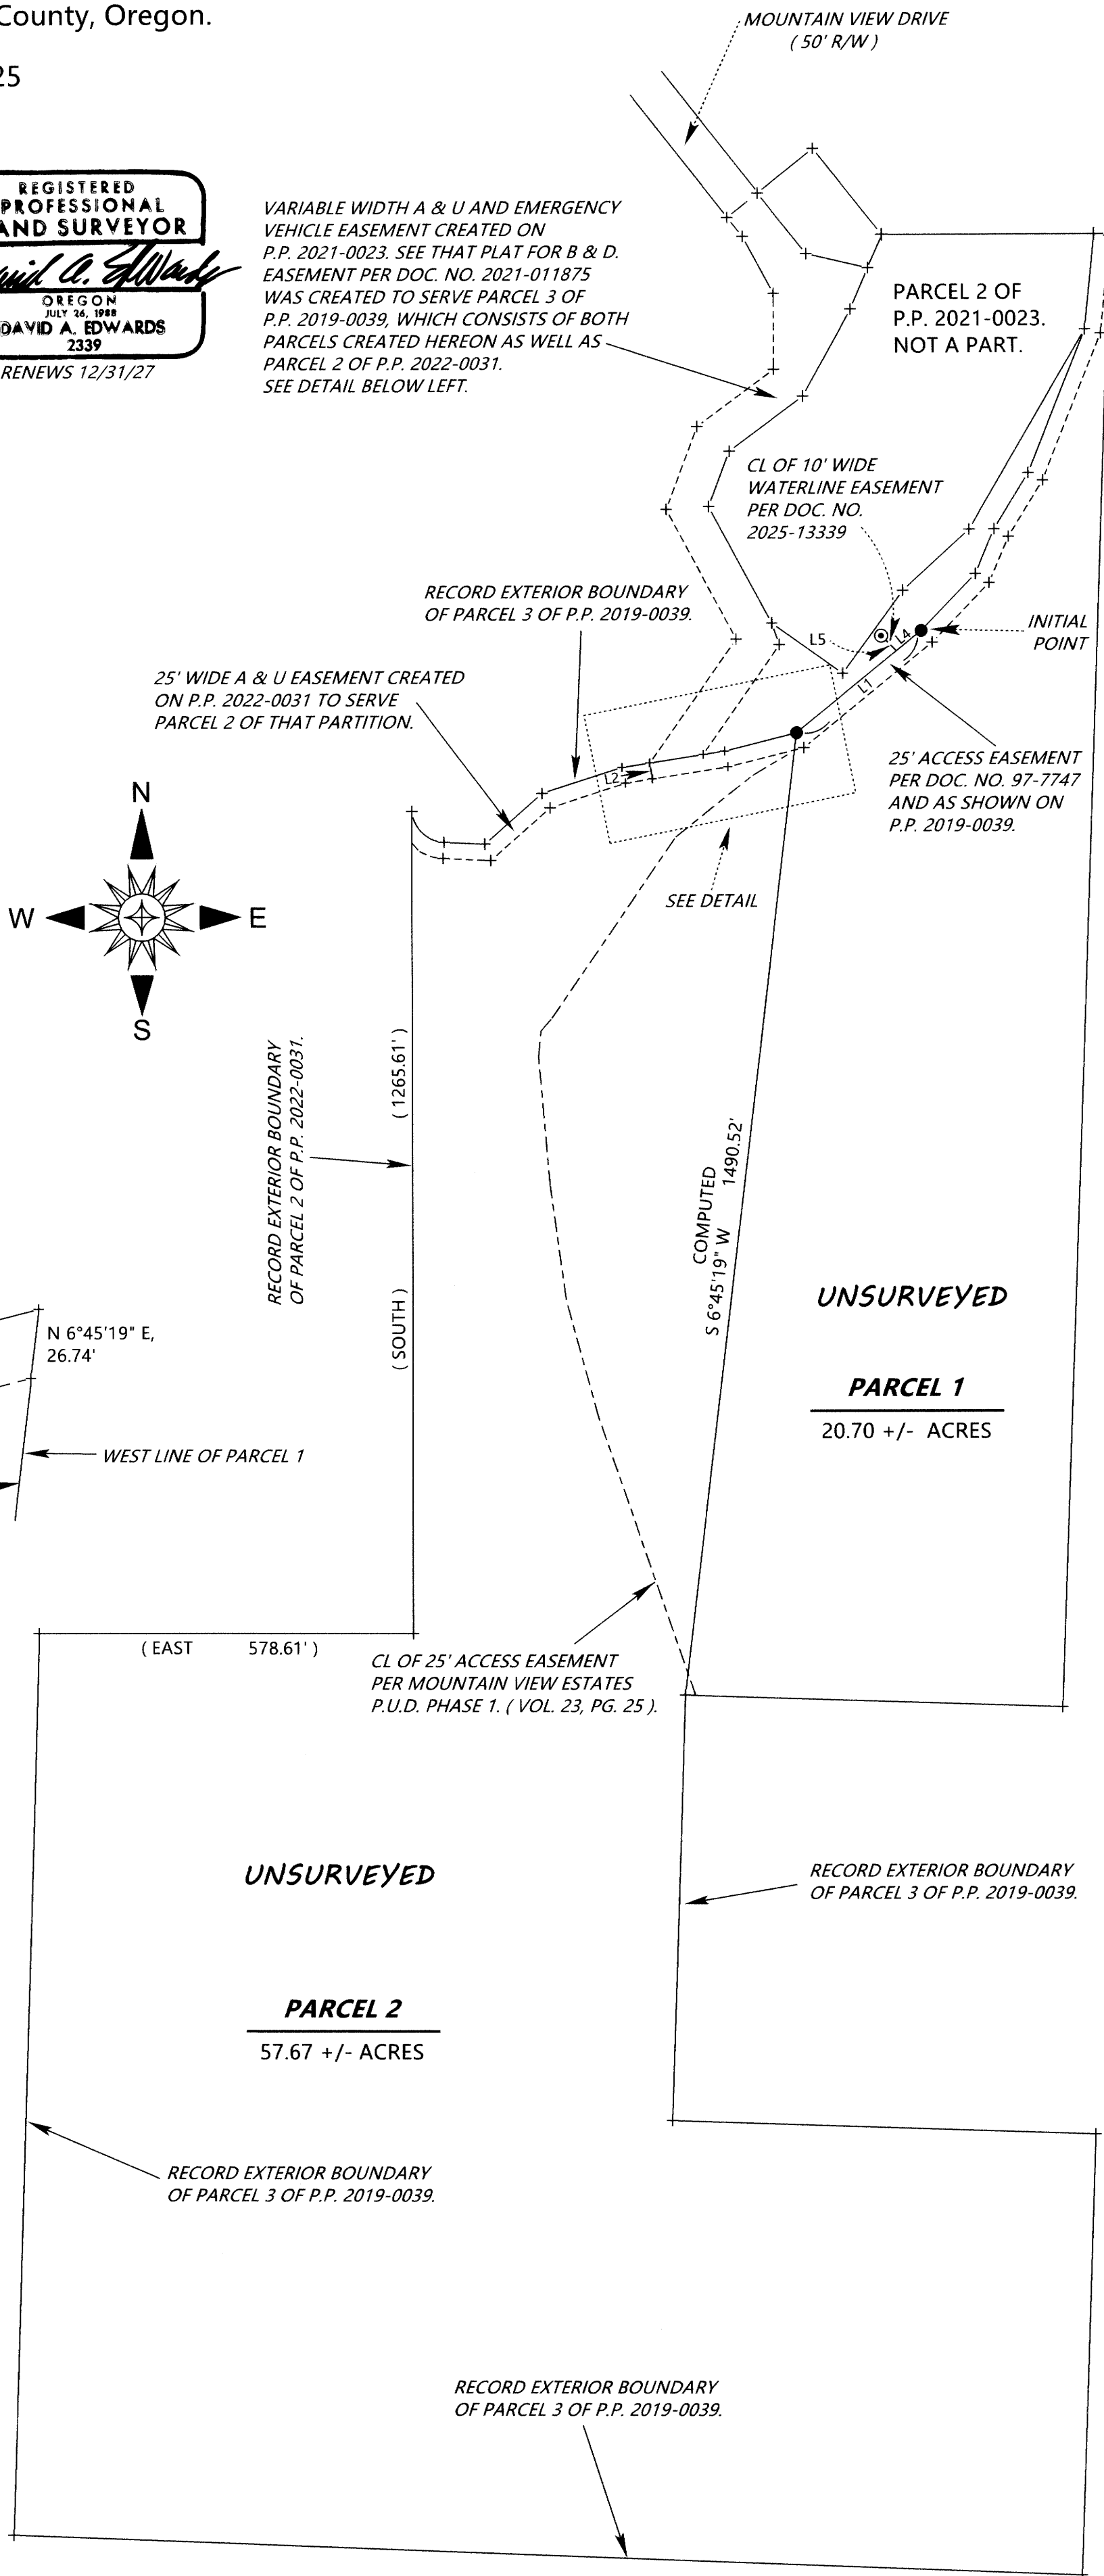 County, Oregon.
25
REGISTERED
PROFESSIONAL
AND SURVEYOR
OREGON
JULY 26, 1988
DAVID A. EDWARDS
2339
RENEWS 12/31/27
MOUNTAIN VIEW DRIVE
( 50' R/W )
VARIABLE WIDTH A & U AND EMERGENCY
VEHICLE EASEMENT CREATED ON
P.P. 2021-0023. SEE THAT PLAT FOR B & D.
EASEMENT PER DOC. NO. 2021-011875
WAS CREATED TO SERVE PARCEL 3 OF
P.P. 2019-0039, WHICH CONSISTS OF BOTH
PARCELS CREATED HEREON AS WELL AS
PARCEL 2 OF P.P. 2022-0031.
SEE DETAIL BELOW LEFT.
PARCEL 2 OF
P.P. 2021-0023.
NOT A PART.
CL OF 10' WIDE
WATERLINE EASEMENT
PER DOC. NO.
2025-13339
RECORD EXTERIOR BOUNDARY
OF PARCEL 3 OF P.P. 2019-0039.
L5
L4
INITIAL
POINT
25' WIDE A & U EASEMENT CREATED
ON P.P. 2022-0031 TO SERVE
PARCEL 2 OF THAT PARTITION.
L1
L2
25' ACCESS EASEMENT
PER DOC. NO. 97-7747
AND AS SHOWN ON
P.P. 2019-0039.
N
W
E
S
SEE DETAIL
RECORD EXTERIOR BOUNDARY
OF PARCEL 2 OF P.P. 2022-0031.
( 1265.61' )
( SOUTH )
COMPUTED
S 6°45'19" W 1490.52'
N 6°45'19" E,
26.74'
WEST LINE OF PARCEL 1
UNSURVEYED
PARCEL 1
20.70 +/- ACRES
( EAST 578.61' )
CL OF 25' ACCESS EASEMENT
PER MOUNTAIN VIEW ESTATES
P.U.D. PHASE 1. ( VOL. 23, PG. 25 ).
UNSURVEYED
PARCEL 2
57.67 +/- ACRES
RECORD EXTERIOR BOUNDARY
OF PARCEL 3 OF P.P. 2019-0039.
RECORD EXTERIOR BOUNDARY
OF PARCEL 3 OF P.P. 2019-0039.
RECORD EXTERIOR BOUNDARY
OF PARCEL 3 OF P.P. 2019-0039.